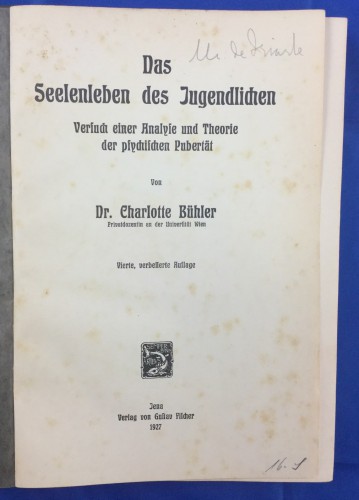 Das
Seelenleben des Jugendlichen
Versuch einer Analyse und Theorie
der psychischen Pubertät
Von
Dr. Charlotte Bühler
Privatdozentin an der Universität Wien
Vierte, verbesserte Auflage
Jena
Verlag von Gustav Fischer
1927